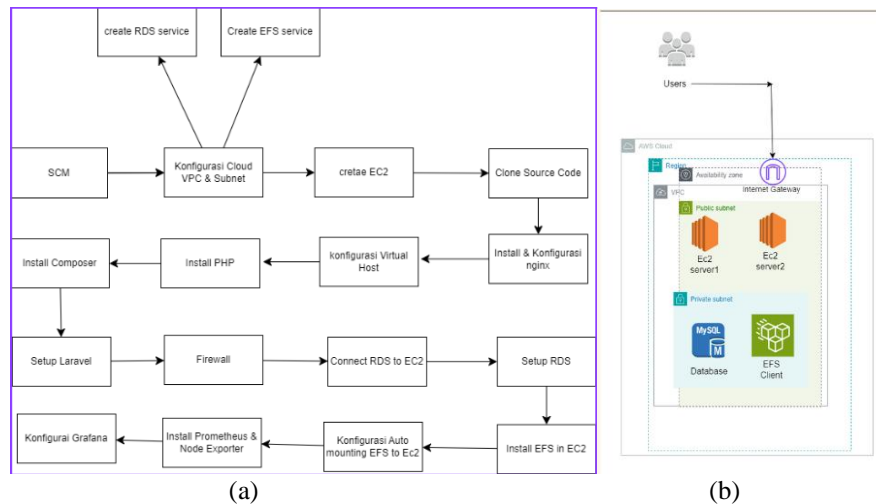 create RDS service
Create EFS service
SCM
Konfigurasi Cloud
VPC & Subnet
cretae EC2
Clone Source Code
Install Composer
Install PHP
konfigurasi Virtual
Host
Install & Konfigurasi
nginx
Setup Laravel
Firewall
Connect RDS to EC2
Setup RDS
Konfigurai Grafana
Install Prometheus &
Node Exporter
Konfigurasi Auto
mounting EFS to Ec2
Install EFS in EC2
(a)
Users
AWS Cloud
Region
Availability zone
Internet Gateway
VPC
Public subnet
Ec2
server1
Ec2
server2
Private subnet
MySQL
M
Database
EFS
Client
(b)